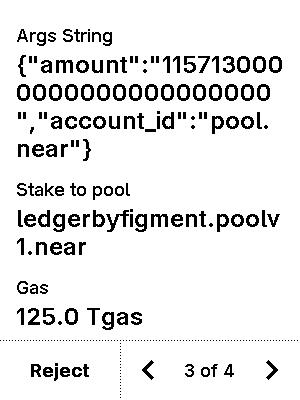 Args String
{"amount":"115713000
0000000000000000000
","account_id":"pool.
near"}
Stake to pool
ledgerbyfigment.poolv
1.near
Gas
125.0 Tgas
Reject
3 of 4